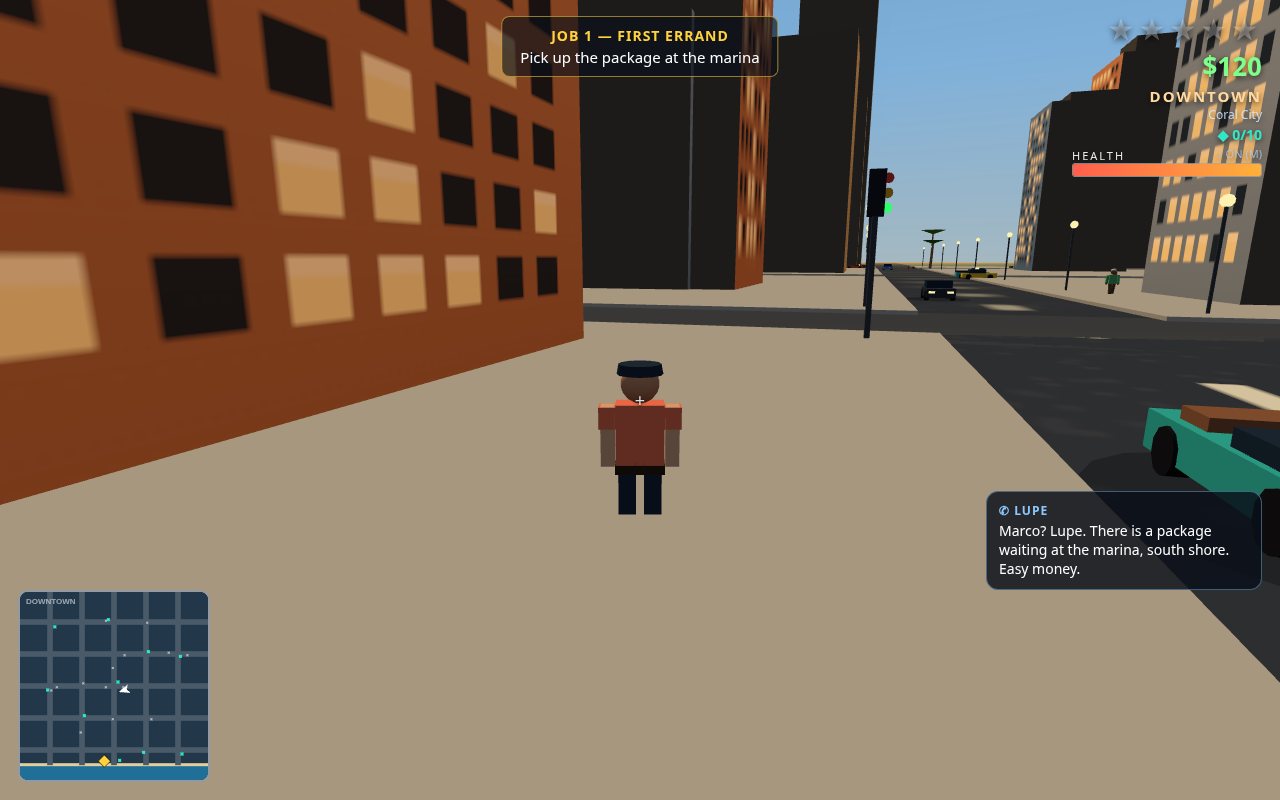 JOB 1 — FIRST ERRAND
Pick up the package at the marina
$120
DOWNTOWN
Coral City
◆ 0/10
HEALTH
✆ LUPE
Marco? Lupe. There is a package
waiting at the marina, south shore.
Easy money.
DOWNTOWN